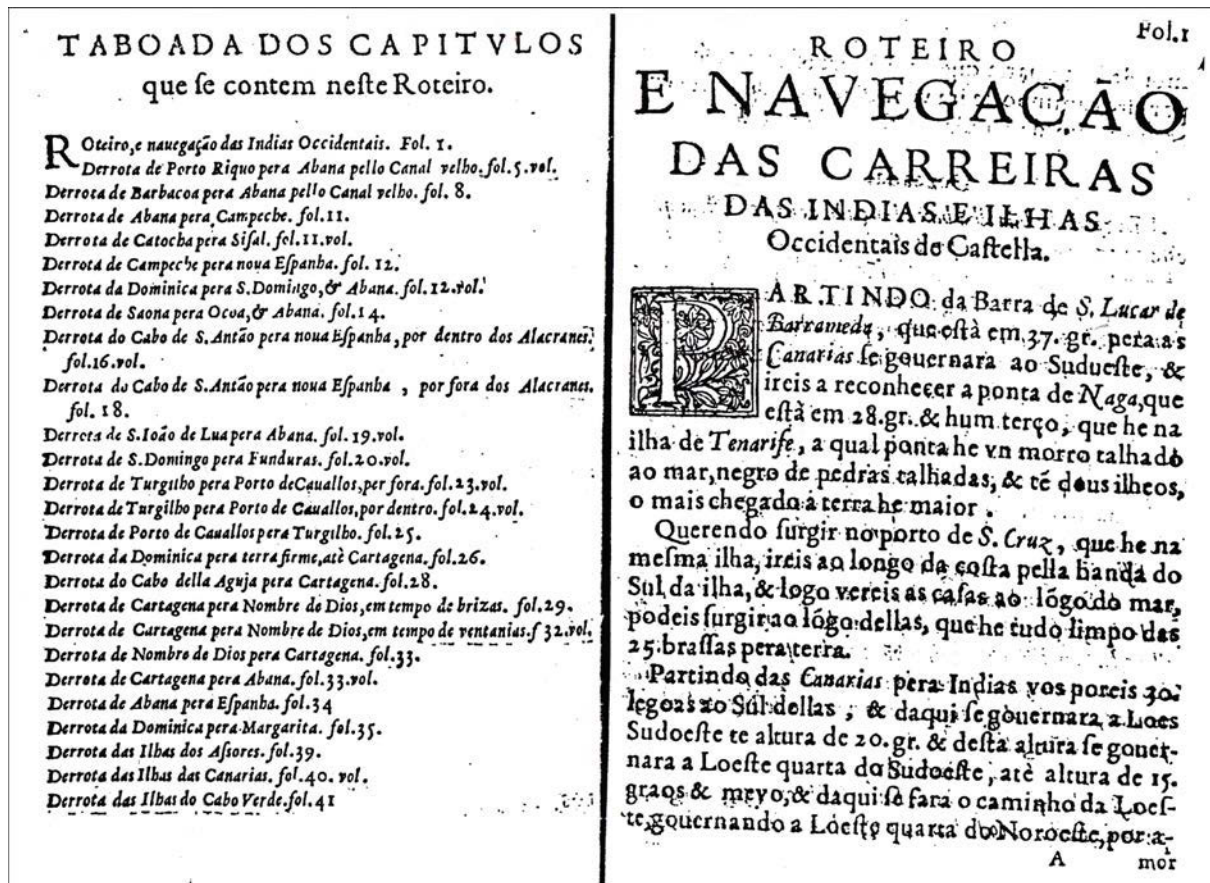 TABOADA DOS CAPITVLOS
que ſe contem neſte Roteiro.
ROteiro, e nauegação das Indias Occidentais. Fol. 1.
Derrota de Porto Riquo pera Abana pello Canal velho. fol. 5. vol.
Derrota de Barbacoa pera Abana pello Canal velho. fol. 8.
Derrota de Abana pera Campeche. fol. 11.
Derrota de Catocha pera Siſal. fol. 11. vol.
Derrota de Campeche pera noua Eſpanha. fol. 12.
Derrota da Dominica pera S. Domingo, & Abana. fol. 12. vol.
Derrota de Saona pera Ocoa, & Abana. fol. 14.
Derrota do Cabo de S. Antão pera noua Eſpanha, por dentro dos Alacranes.
fol. 16. vol.
Derrota do Cabo de S. Antão pera noua Eſpanha , por fora dos Alacranes.
fol. 18.
Derrota de S. Ioão de Lua pera Abana. fol. 19. vol.
Derrota de S. Domingo pera Funduras. fol. 20. vol.
Derrota de Turgilho pera Porto de Cauallos, per fora. fol. 23. vol.
Derrota de Turgilho pera Porto de Cauallos, por dentro. fol. 24. vol.
Derrota de Porto de Cauallos pera Turgilho. fol. 25.
Derrota da Dominica pera terra firme, atè Cartagena. fol. 26.
Derrota do Cabo della Aguja pera Cartagena. fol. 28.
Derrota de Cartagena pera Nombre de Dios, em tempo de brizas. fol. 29.
Derrota de Cartagena pera Nombre de Dios, em tempo de ventanias. f 32. vol.
Derrota de Nombre de Dios pera Cartagena. fol. 33.
Derrota de Cartagena pera Abana. fol. 33. vol.
Derrota de Abana pera Eſpanha. fol. 34
Derrota da Dominica pera Margarita. fol. 35.
Derrota das Ilhas dos Aſſores. fol. 39.
Derrota das Ilhas das Canarias. fol. 40. vol.
Derrota das Ilhas do Cabo Verde. fol. 41
Fol. 1
ROTEIRO
E NAVEGAÇÃO
DAS CARREIRAS
DAS INDIAS E ILHAS
Occidentais de Caſtella.
PARTINDO da Barra de S. Lucar de
Barrameda, que eſtà em 37. gr. pera as
Canarias ſe gouernara ao Sudueſte, &
ireis a reconhecer a ponta de Naga, que
eſtà em 28. gr. & hum terço, que he na
ilha de Tenarife, a qual ponta he vn morro talhado
ao mar, negro de pedras talhadas, & tẽ dous ilheos,
o mais chegado à terra he maior .
Querendo ſurgir no porto de S. Cruz, que he na
meſma ilha, ireis ao longo da coſta pella banda do
Sul da ilha, & logo vereis as caſas ao lõgo do mar,
podeis ſurgir ao lõgo dellas, que he tudo limpo das
25. braſſas pera terra.
Partindo das Canarias pera Indias vos poreis 30.
legoas ao Sul dellas , & daqui ſe gouernara a Loes
Sudoeſte te altura de 20. gr. & deſta altura ſe gouer-
nara a Loeſte quarta do Sudoeſte, atè altura de 15.
graos & meyo, & daqui ſe fara o caminho da Loeſ-
te, gouernando a Loeſte quarta do Noroeſte, por a-
A mor